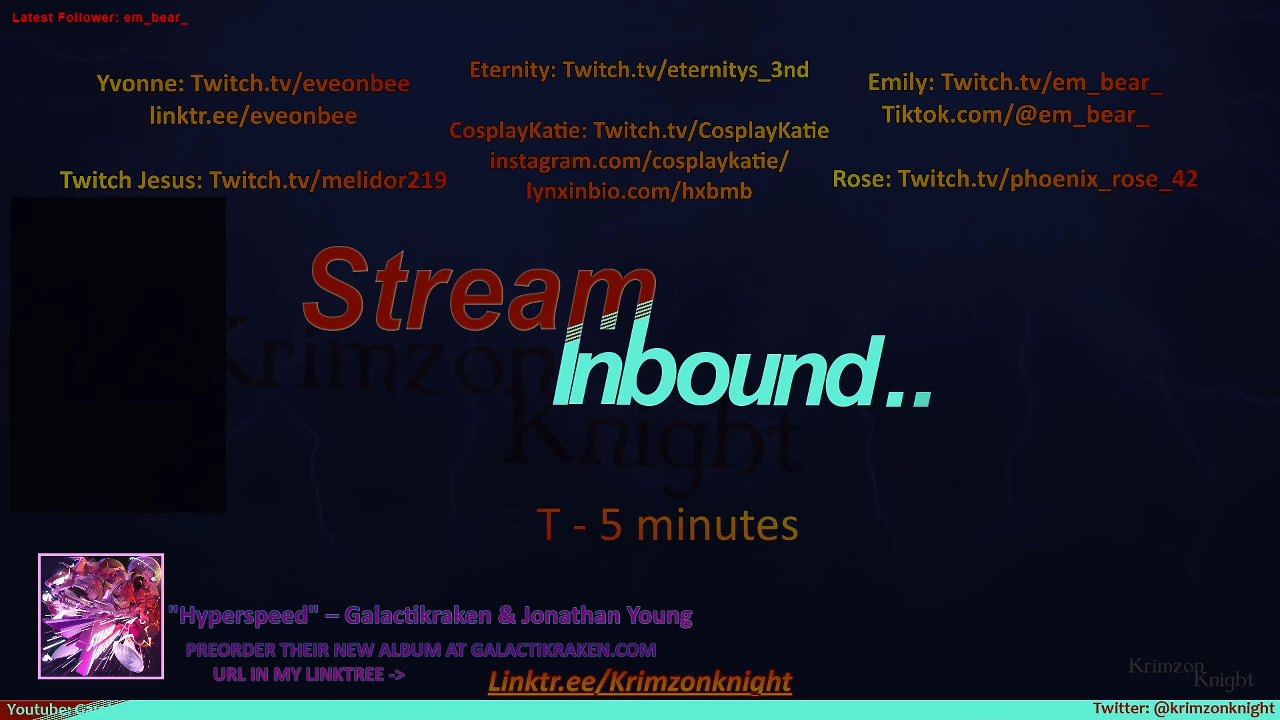 Latest Follower: em_bear_
Yvonne: Twitch.tv/eveonbee
linktr.ee/eveonbee
Eternity: Twitch.tv/eternitys_3nd
Emily: Twitch.tv/em_bear_
Tiktok.com/@em_bear_
CosplayKatie: Twitch.tv/CosplayKatie
instagram.com/cosplaykatie/
lynxinbio.com/hxbmb
Twitch Jesus: Twitch.tv/melidor219
Rose: Twitch.tv/phoenix_rose_42
Stream
Inbound..
Krimzon
Knight
T - 5 minutes
"Hyperspeed" – Galactikraken & Jonathan Young
PREORDER THEIR NEW ALBUM AT GALACTIKRAKEN.COM
URL IN MY LINKTREE ->
Linktr.ee/Krimzonknight
Krimzon
Knight
Youtube:
Twitter: @krimzonknight